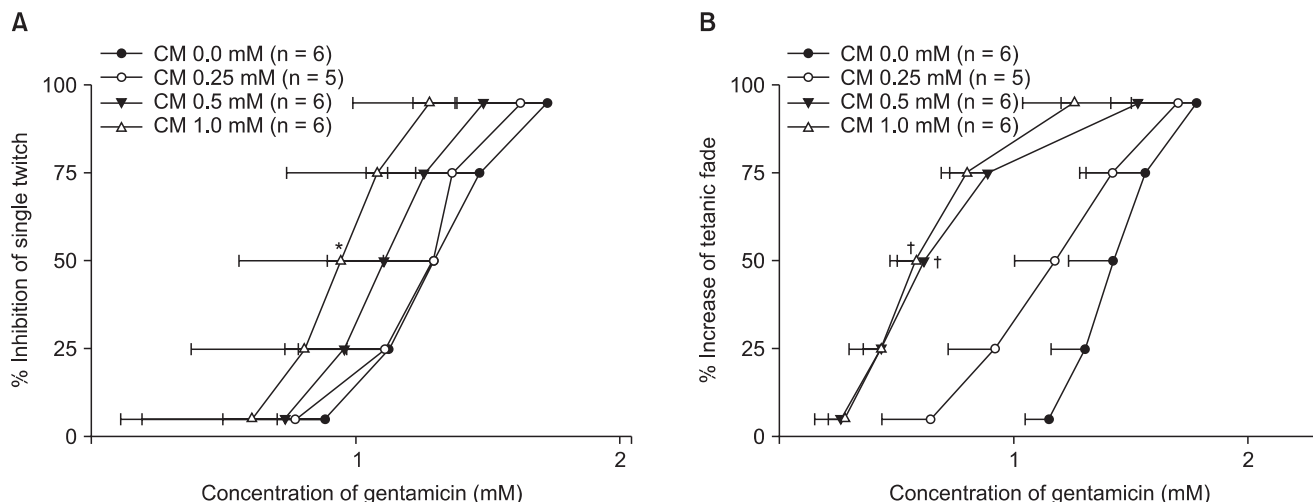 A
CM 0.0 mM (n = 6)
CM 0.25 mM (n = 5)
CM 0.5 mM (n = 6)
CM 1.0 mM (n = 6)
% Inhibition of single twitch
100
75
50
25
0
*
1
2
Concentration of gentamicin (mM)
B
CM 0.0 mM (n = 6)
CM 0.25 mM (n = 5)
CM 0.5 mM (n = 6)
CM 1.0 mM (n = 6)
% Increase of tetanic fade
100
75
50
25
0
†
†
1
2
Concentration of gentamicin (mM)